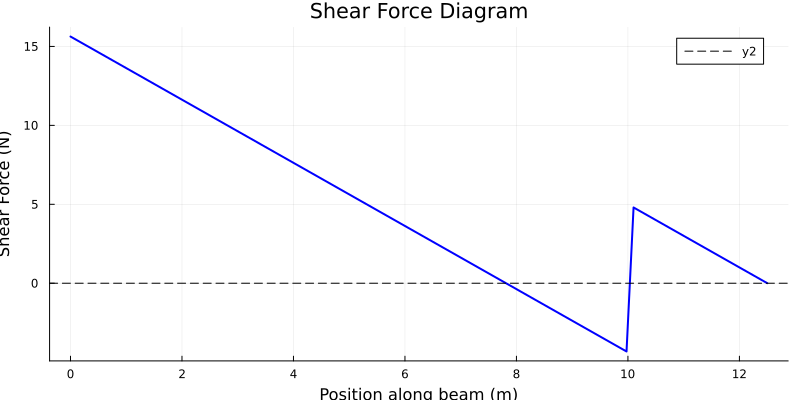 Shear Force Diagram
y2
15
10
5
0
Shear Force (N)
0 2 4 6 8 10 12
Position along beam (m)